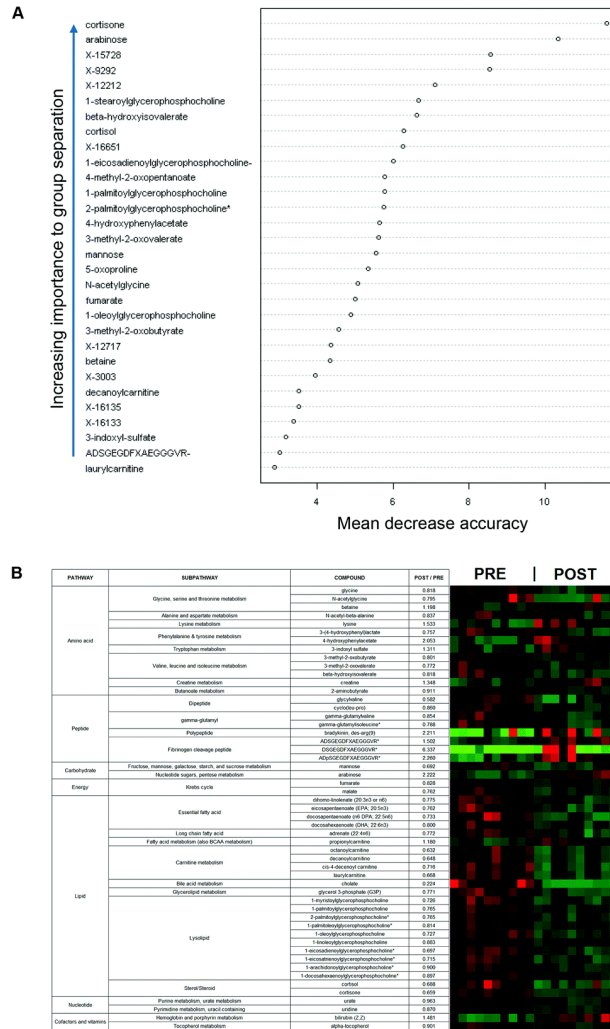 A
cortisone
arabinose
X-15728
X-9292
X-12212
1-stearoylglycerophosphocholine
beta-hydroxyisovalerate
cortisol
X-16651
1-eicosadienoylglycerophosphocholine-
4-methyl-2-oxopentanoate
1-palmitoylglycerophosphocholine
2-palmitoylglycerophosphocholine*
4-hydroxyphenylacetate
3-methyl-2-oxovalerate
mannose
5-oxoproline
N-acetylglycine
fumarate
1-oleoylglycerophosphocholine
3-methyl-2-oxobutyrate
X-12717
betaine
X-3003
decanoylcarnitine
X-16135
X-16133
3-indoxyl-sulfate
ADSGEGDFXAEGGGVR-
laurylcarnitine
Increasing importance to group separation
4 6 8 10
Mean decrease accuracy
B
PATHWAY SUBPATHWAY COMPOUND POST / PRE PRE | POST
glycine 0.818
Glycine, serine and threonine metabolism N-acetylglycine 0.795
betaine 1.198
Alanine and aspartate metabolism N-acetyl-beta-alanine 0.837
Lysine metabolism lysine 1.533
3-(4-hydroxyphenyl)lactate 0.757
Phenylalanine & tyrosine metabolism 4-hydroxyphenylacetate 2.053
Amino acid Tryptophan metabolism 3-indoxyl sulfate 1.311
3-methyl-2-oxobutyrate 0.801
Valine, leucine and isoleucine metabolism 3-methyl-2-oxovalerate 0.772
beta-hydroxyisovalerate 0.818
Creatine metabolism creatine 1.348
Butanoate metabolism 2-aminobutyrate 0.911
Dipeptide glycylvaline 0.582
cyclo(leu-pro) 0.860
gamma-glutamyl gamma-glutamylvaline 0.854
gamma-glutamylisoleucine* 0.788
Peptide Polypeptide bradykinin, des-arg(9) 2.211
ADSGEGDFXAEGGGVR* 1.502
Fibrinogen cleavage peptide DSGEGDFXAEGGGVR* 6.337
ADpSGEGDFXAEGGGVR* 2.260
Carbohydrate Fructose, mannose, galactose, starch, and sucrose metabolism mannose 0.692
Nucleotide sugars, pentose metabolism arabinose 2.222
Energy Krebs cycle fumarate 0.828
malate 0.762
dihomo-linolenate (20:3n3 or n6) 0.775
Essential fatty acid eicosapentaenoate (EPA; 20:5n3) 0.762
docosapentaenoate (n6 DPA; 22:5n6) 0.733
docosahexaenoate (DHA; 22:6n3) 0.800
Long chain fatty acid adrenate (22:4n6) 0.772
Fatty acid metabolism (also BCAA metabolism) propionylcarnitine 1.180
octanoylcarnitine 0.632
Carnitine metabolism decanoylcarnitine 0.648
cis-4-decenoyl carnitine 0.716
laurylcarnitine 0.668
Bile acid metabolism cholate 0.224
Lipid Glycerolipid metabolism glycerol 3-phosphate (G3P) 0.771
1-myristoylglycerophosphocholine 0.726
1-palmitoylglycerophosphocholine 0.765
2-palmitoylglycerophosphocholine* 0.765
1-palmitoleoylglycerophosphocholine* 0.814
Lysolipid 1-oleoylglycerophosphocholine 0.727
1-linoleoylglycerophosphocholine 0.883
1-eicosadienoylglycerophosphocholine* 0.697
1-eicosatrienoylglycerophosphocholine* 0.715
1-arachidonoylglycerophosphocholine* 0.900
1-docosahexaenoylglycerophosphocholine* 0.897
Sterol/Steroid cortisol 0.688
cortisone 0.659
Nucleotide Purine metabolism, urate metabolism urate 0.963
Pyrimidine metabolism, uracil containing uridine 0.870
Cofactors and vitamins Hemoglobin and porphyrin metabolism bilirubin (Z,Z) 1.481
Tocopherol metabolism alpha-tocopherol 0.901